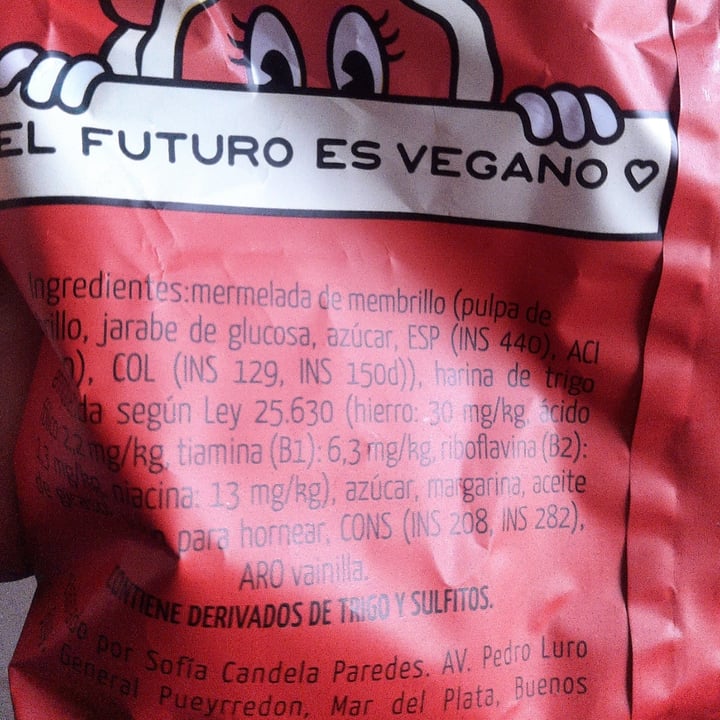 EL FUTURO ES VEGANO
Ingredientes: mermelada de membrillo (pulpa de
jarabe de glucosa, azúcar, ESP (INS 440), ACI
COL (INS 129, INS 150d)), harina de trigo
según Ley 25.630 (hierro: 30 mg/kg, ácido
2,2 mg/kg, tiamina (B1): 6,3 mg/kg, riboflavina (B2):
mg/kg, niacina: 13 mg/kg), azúcar, margarina, aceite
de para hornear, CONS (INS 208, INS 282),
ARO vainilla.
CONTIENE DERIVADOS DE TRIGO Y SULFITOS.
por Sofía Candela Paredes. AV. Pedro Luro
General Pueyrredon, Mar del Plata, Buenos